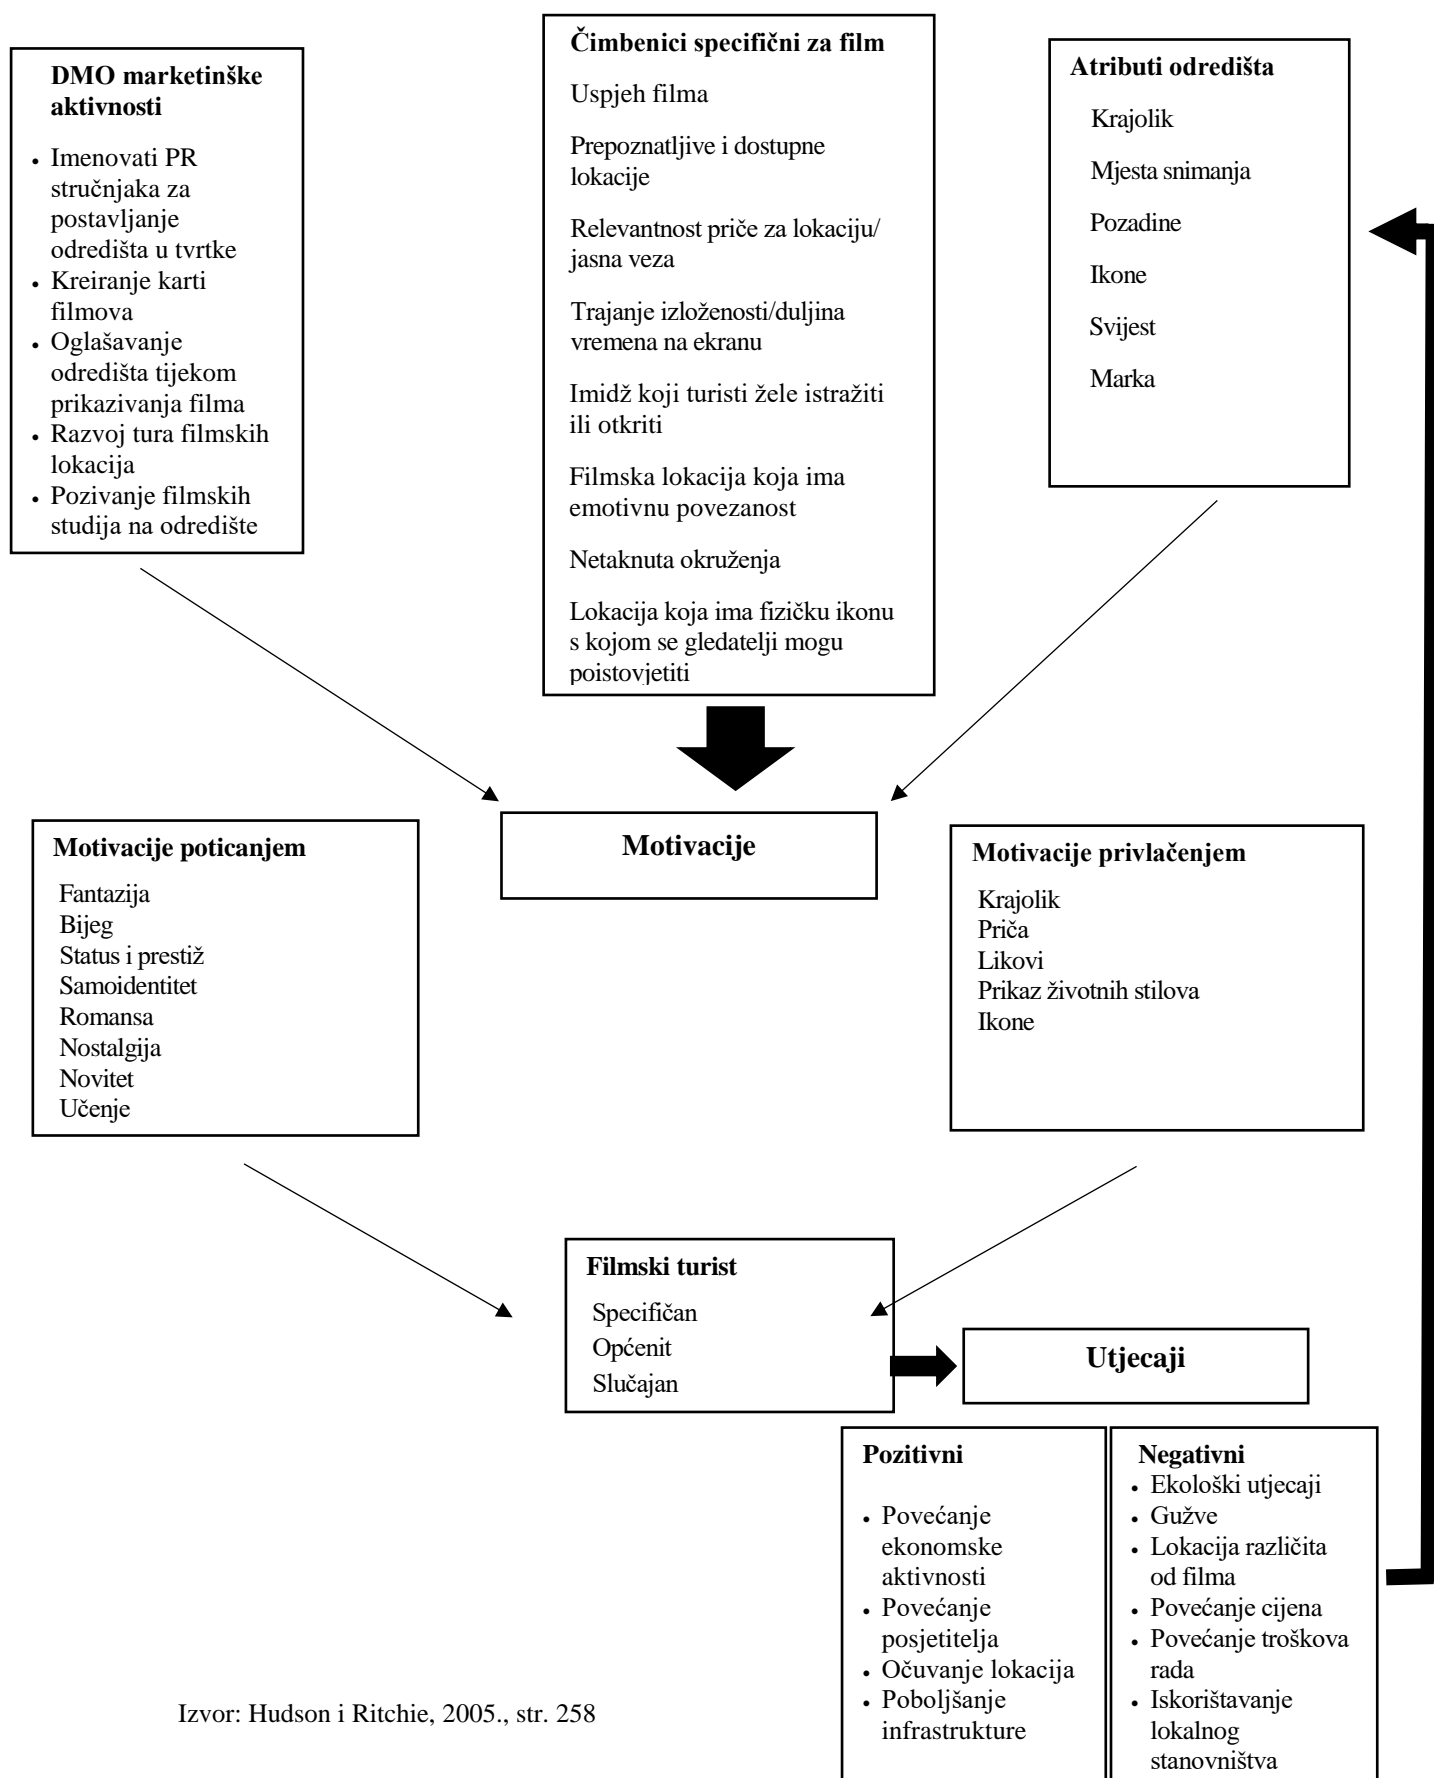 DMO marketinške
aktivnosti
• Imenovati PR
stručnjaka za
postavljanje
odredišta u tvrtke
• Kreiranje karti
filmova
• Oglašavanje
odredišta tijekom
prikazivanja filma
• Razvoj tura filmskih
lokacija
• Pozivanje filmskih
studija na odredište
Čimbenici specifični za film
Uspjeh filma
Prepoznatljive i dostupne
lokacije
Relevantnost priče za lokaciju/
jasna veza
Trajanje izloženosti/duljina
vremena na ekranu
Imidž koji turisti žele istražiti
ili otkriti
Filmska lokacija koja ima
emotivnu povezanost
Netaknuta okruženja
Lokacija koja ima fizičku ikonu
s kojom se gledatelji mogu
poistovjetiti
Atributi odredišta
Krajolik
Mjesta snimanja
Pozadine
Ikone
Svijest
Marka
Motivacije
Motivacije poticanjem
Fantazija
Bijeg
Status i prestiž
Samoidentitet
Romansa
Nostalgija
Novitet
Učenje
Motivacije privlačenjem
Krajolik
Priča
Likovi
Prikaz životnih stilova
Ikone
Filmski turist
Specifičan
Općenit
Slučajan
Utjecaji
Pozitivni
• Povećanje
ekonomske
aktivnosti
• Povećanje
posjetitelja
• Očuvanje lokacija
• Poboljšanje
infrastrukture
Negativni
• Ekološki utjecaji
• Gužve
• Lokacija različita
od filma
• Povećanje cijena
• Povećanje troškova
rada
• Iskorištavanje
lokalnog
stanovništva
Izvor: Hudson i Ritchie, 2005., str. 258